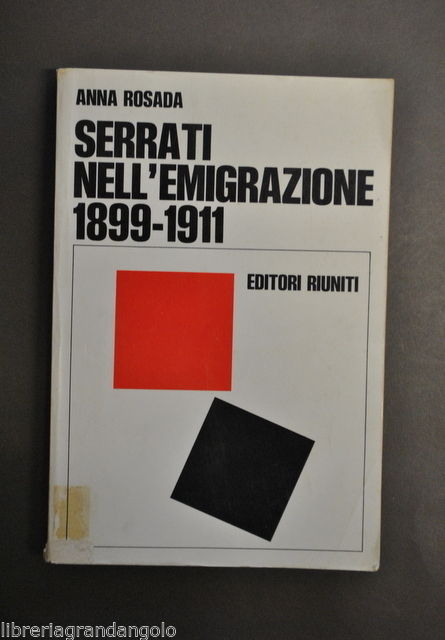 ANNA ROSADA
SERRATI
NELL'EMIGRAZIONE
1899-1911
EDITORI RIUNITI
libreriagrandangolo